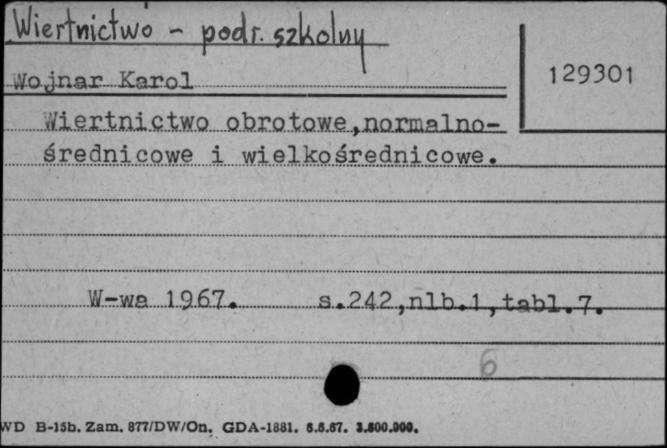 Wiertnictwo - podr. szkolny
Wojnar Karol
129301
Wiertnictwo obrotowe,normalno-
średnicowe i wielkośrednicowe.
W-wa 1967. s.242,nlb.1,tabl.7.
6
WD B-15b. Zam. 877/DW/On. GDA-1881. 6.6.67. 3.600.000.